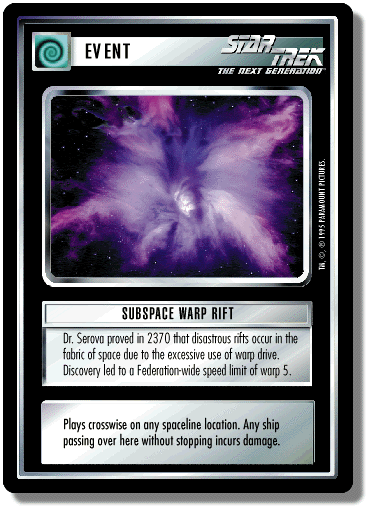 EVENT
STAR TREK
THE NEXT GENERATION
TM, ©, ® 1995 PARAMOUNT PICTURES.
SUBSPACE WARP RIFT
Dr. Serova proved in 2370 that disastrous rifts occur in the
fabric of space due to the excessive use of warp drive.
Discovery led to a Federation-wide speed limit of warp 5.
Plays crosswise on any spaceline location. Any ship
passing over here without stopping incurs damage.